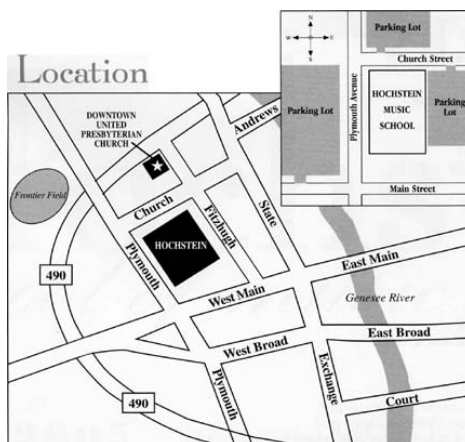 Location
N
W
E
S
Parking Lot
Church Street
Parking Lot
Plymouth Avenue
HOCHSTEIN
MUSIC
SCHOOL
Parking
Lot
Main Street
DOWNTOWN
UNITED
PRESBYTERIAN
CHURCH
Andrews
Frontier Field
Church
Fitzhugh
State
HOCHSTEIN
Plymouth
490
West Main
East Main
Genesee River
West Broad
East Broad
Plymouth
Exchange
490
Court